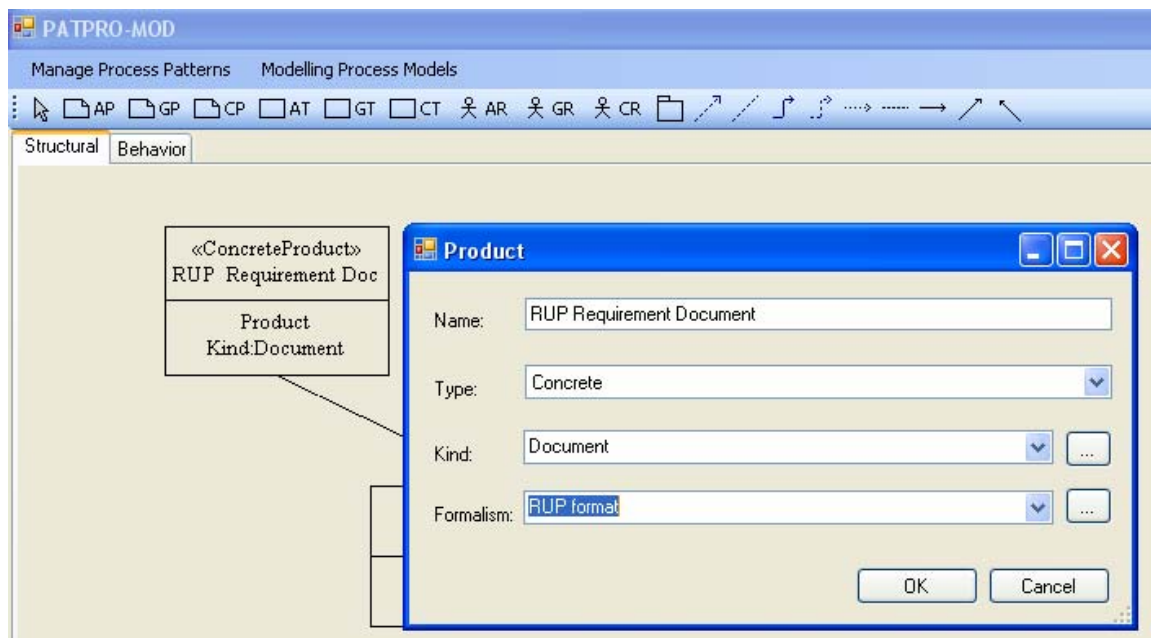 PATPRO-MOD
Manage Process Patterns Modelling Process Models
AP GP CP AT GT CT AR GR CR
Structural Behavior
«ConcreteProduct»
RUP Requirement Doc
Product
Kind:Document
Product
Name: RUP Requirement Document
Type: Concrete
Kind: Document ...
Formalism: RUP format ...
OK Cancel